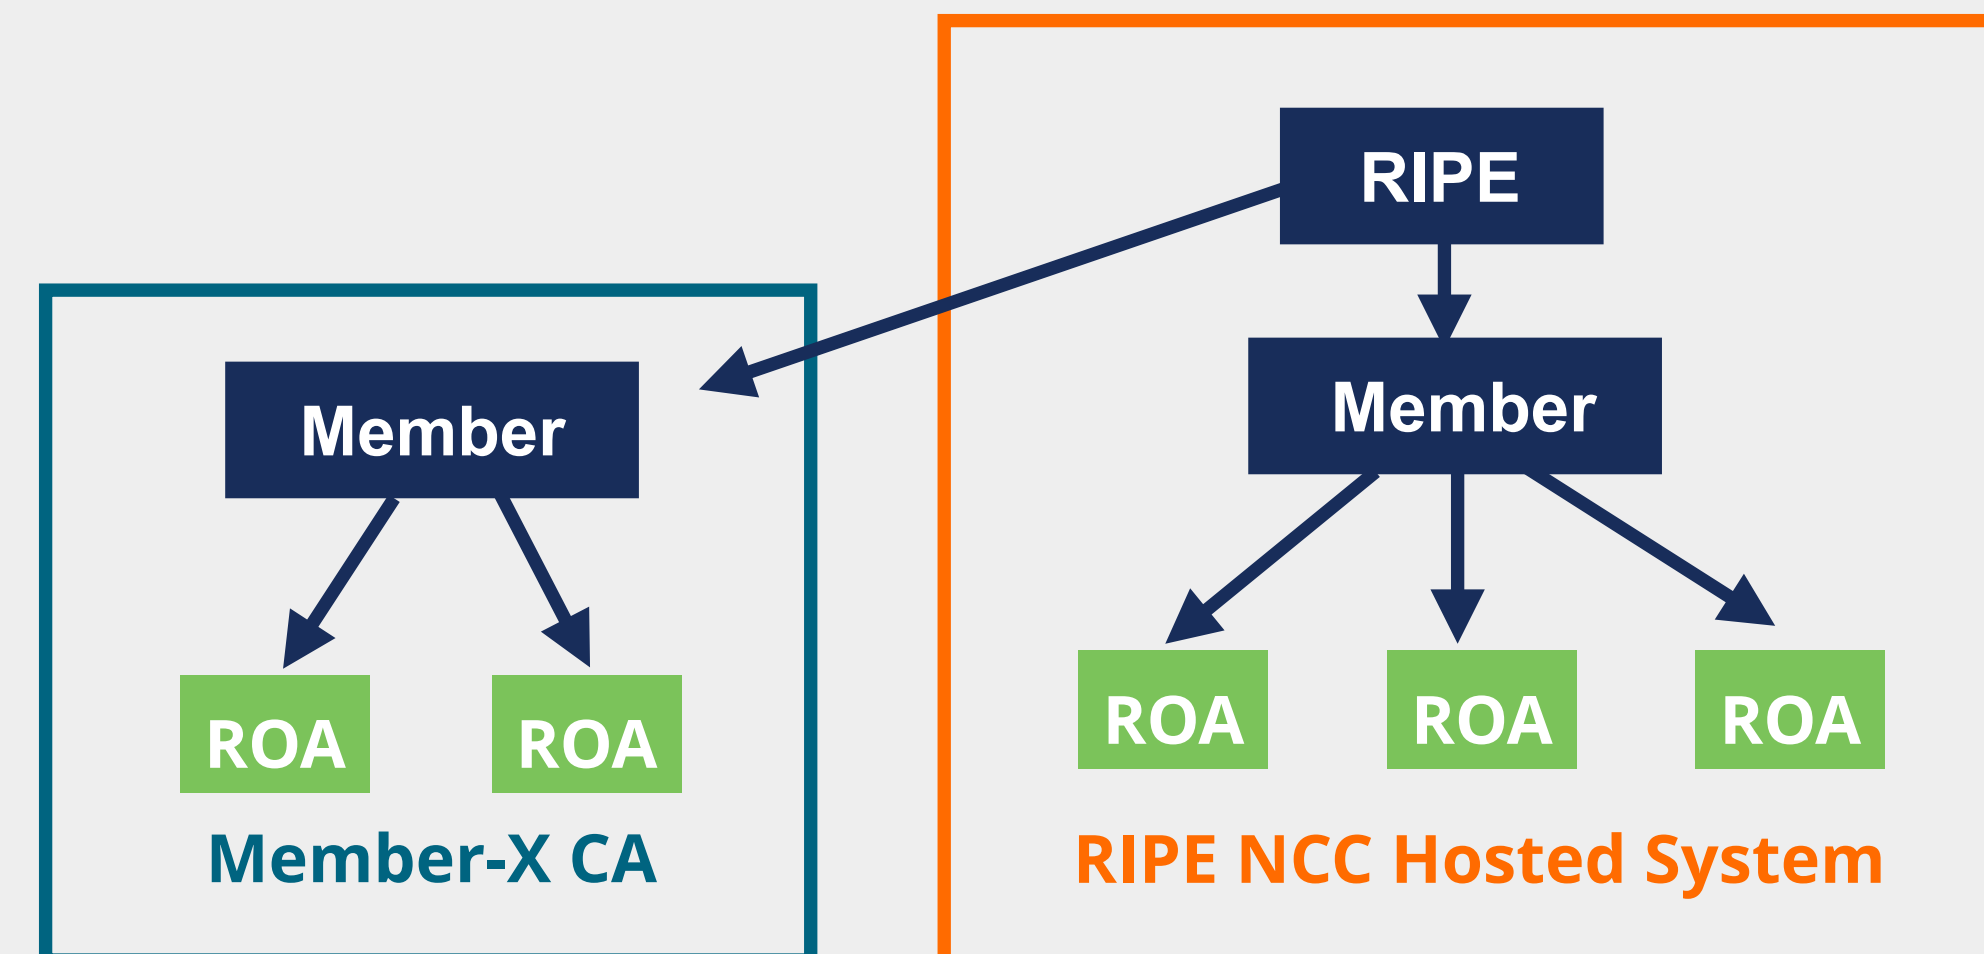 RIPE
Member
Member
ROA
ROA
ROA
ROA
ROA
Member-X CA
RIPE NCC Hosted System